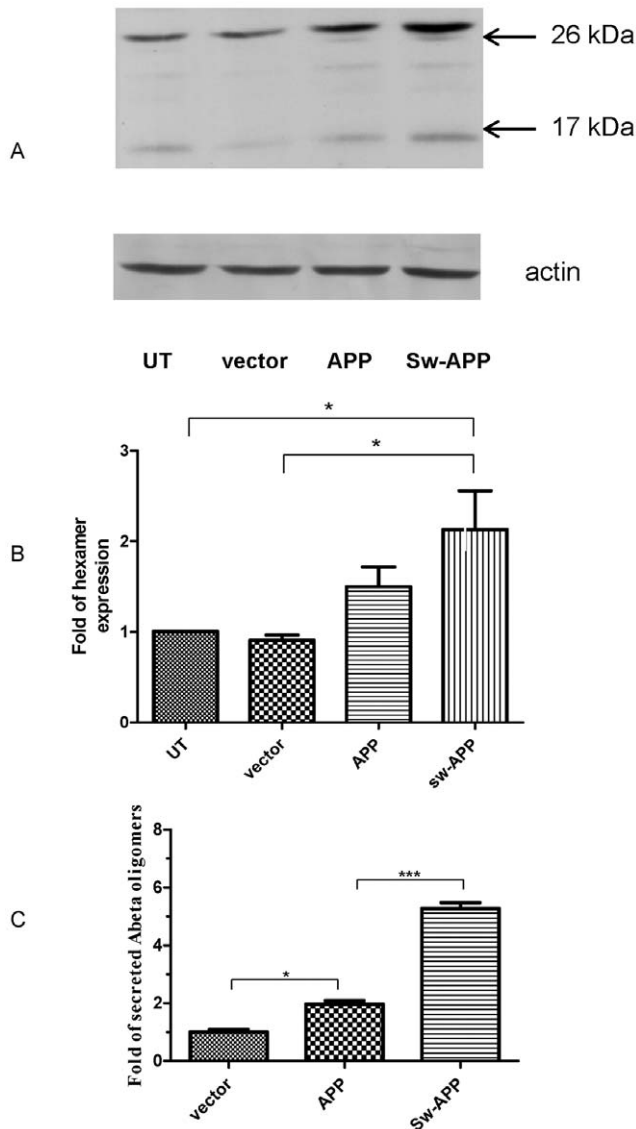 26 kDa
17 kDa
A
actin
UT vector APP Sw-APP
*
*
3
2
1
0
Fold of hexamer
expression
B
UT vector APP sw-APP
8
6
4
2
0
Fold of secreted Abeta oligomers
***
*
C
vector APP Sw-APP